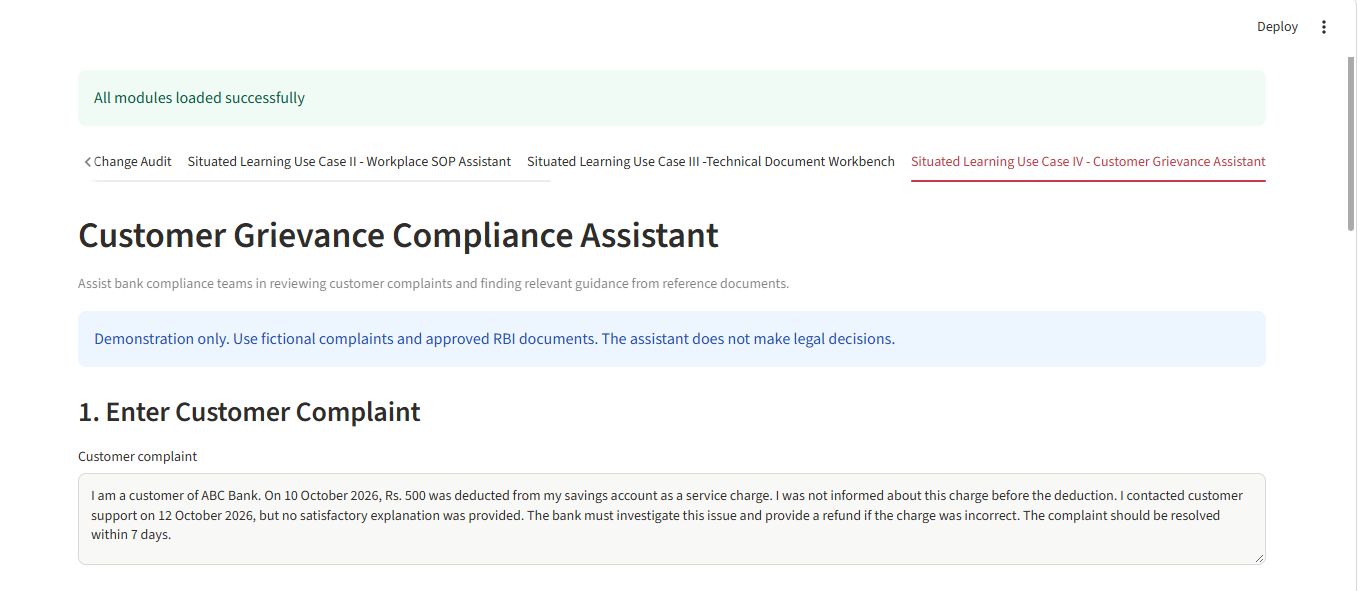 Deploy
All modules loaded successfully
Change Audit Situated Learning Use Case II - Workplace SOP Assistant Situated Learning Use Case III -Technical Document Workbench Situated Learning Use Case IV - Customer Grievance Assistant
Customer Grievance Compliance Assistant
Assist bank compliance teams in reviewing customer complaints and finding relevant guidance from reference documents.
Demonstration only. Use fictional complaints and approved RBI documents. The assistant does not make legal decisions.
1. Enter Customer Complaint
Customer complaint
I am a customer of ABC Bank. On 10 October 2026, Rs. 500 was deducted from my savings account as a service charge. I was not informed about this charge before the deduction. I contacted customer
support on 12 October 2026, but no satisfactory explanation was provided. The bank must investigate this issue and provide a refund if the charge was incorrect. The complaint should be resolved
within 7 days.